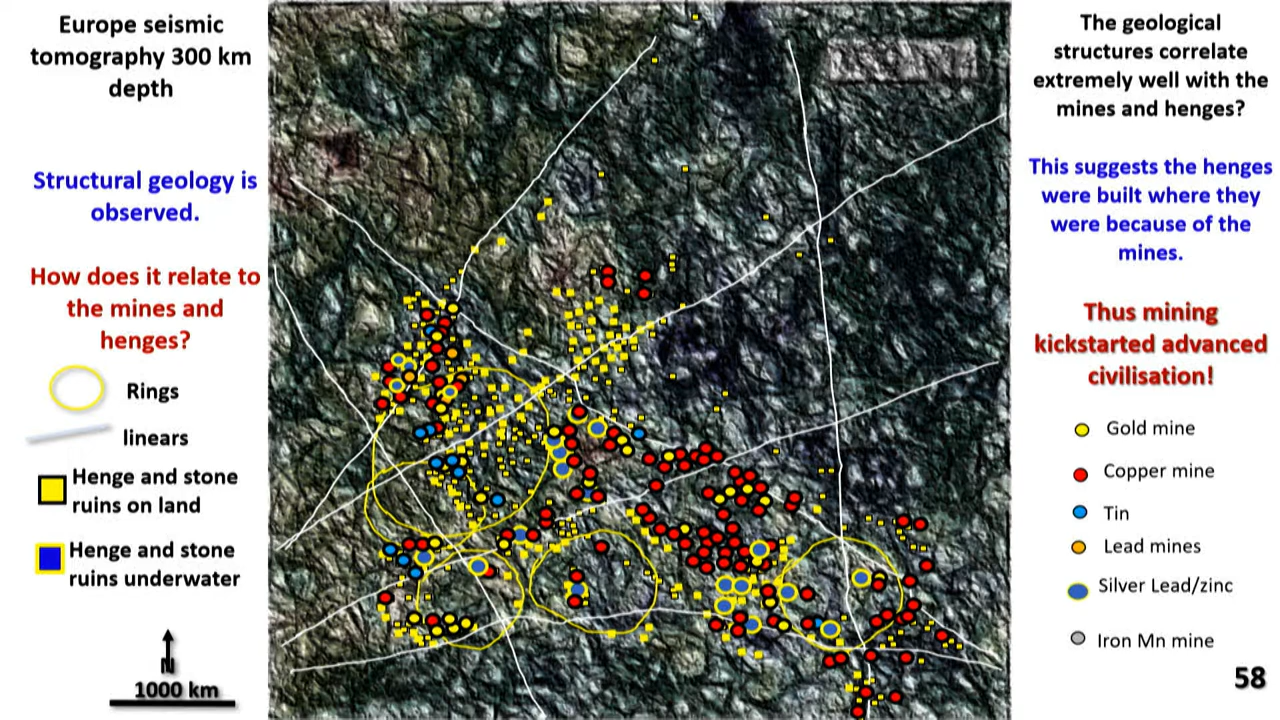 Europe seismic
tomography 300 km
depth
Structural geology is
observed.
How does it relate to
the mines and
henges?
Rings
linears
Henge and stone
ruins on land
Henge and stone
ruins underwater
N
1000 km
The geological
structures correlate
extremely well with the
mines and henges?
This suggests the henges
were built where they
were because of the
mines.
Thus mining
kickstarted advanced
civilisation!
Gold mine
Copper mine
Tin
Lead mines
Silver Lead/zinc
Iron Mn mine
58